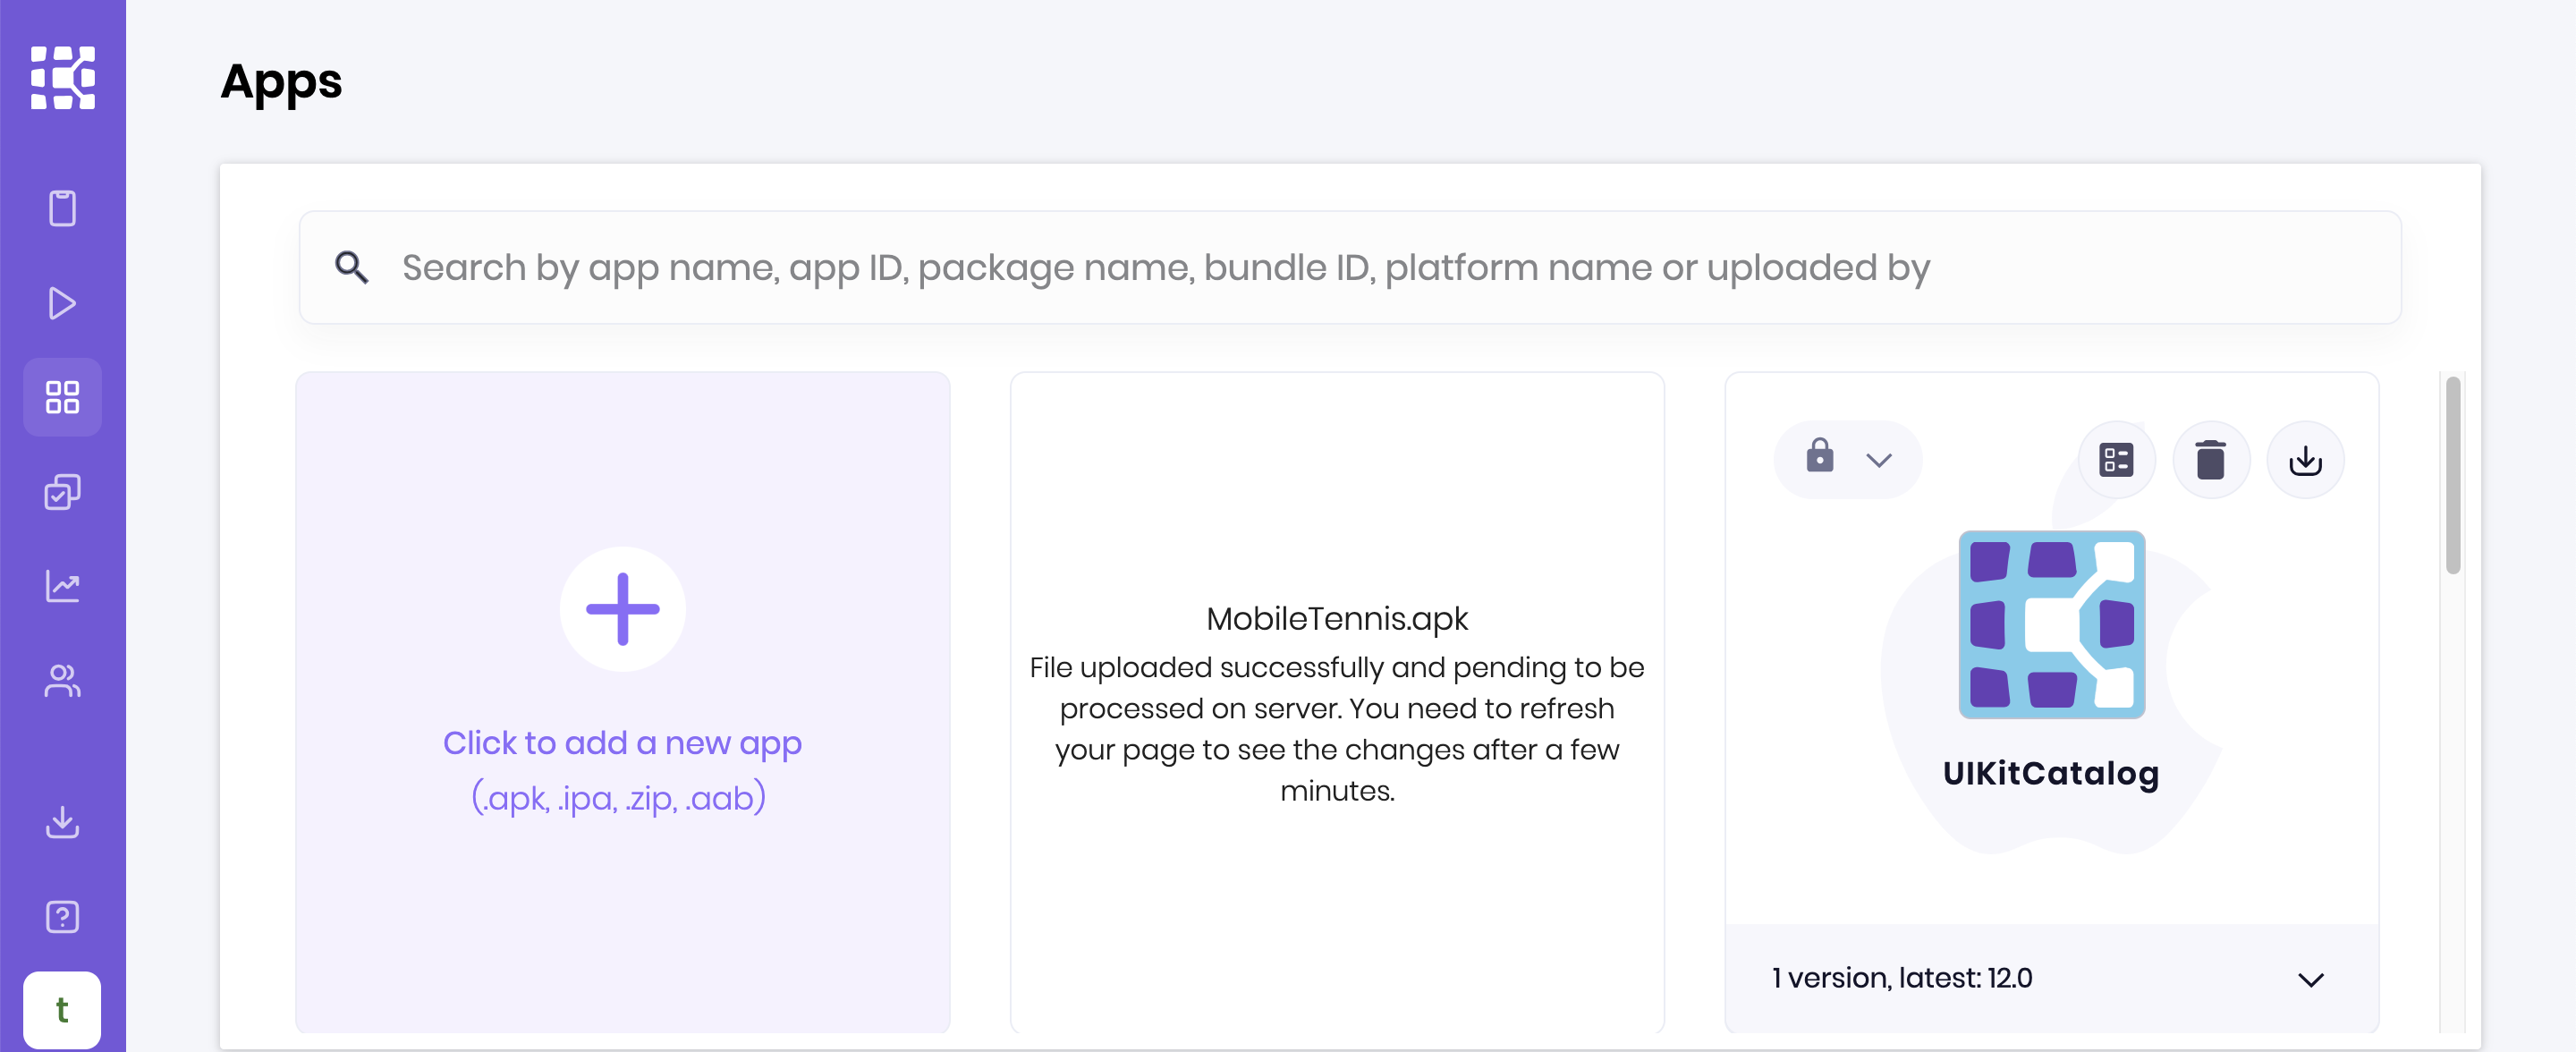 Apps
Search by app name, app ID, package name, bundle ID, platform name or uploaded by
Click to add a new app
(.apk, .ipa, .zip, .aab)
MobileTennis.apk
File uploaded successfully and pending to be
processed on server. You need to refresh
your page to see the changes after a few
minutes.
UIKitCatalog
1 version, latest: 12.0
t